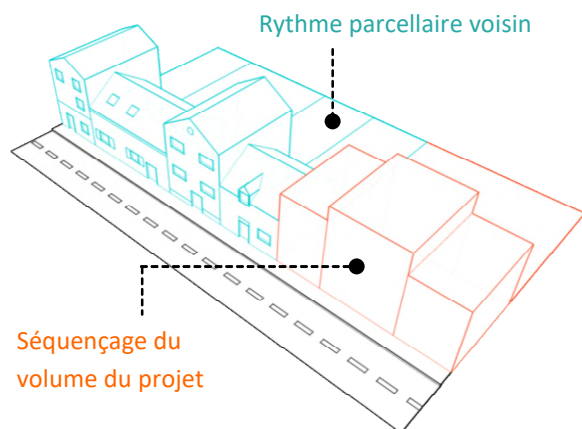 Rythme parcellaire voisin
Séquençage du
volume du projet